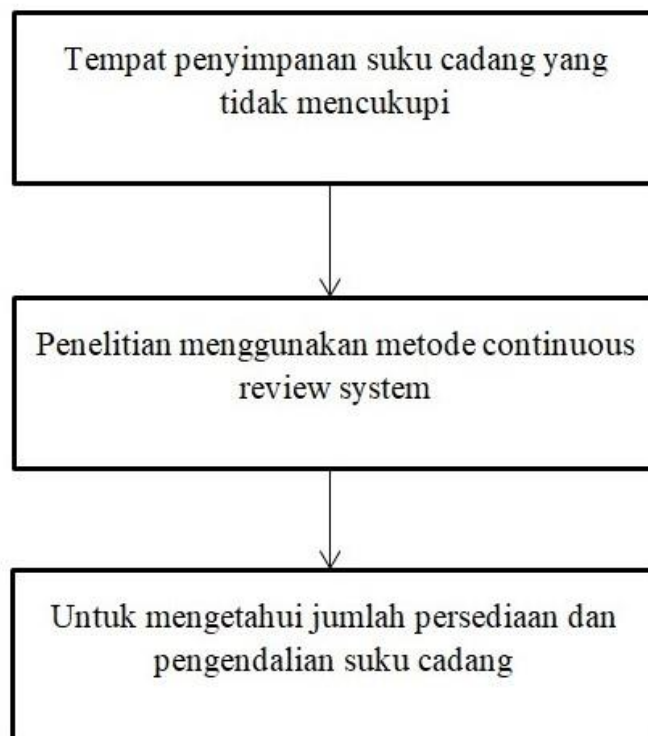 Tempat penyimpanan suku cadang yang
tidak mencukupi
Penelitian menggunakan metode continuous
review system
Untuk mengetahui jumlah persediaan dan
pengendalian suku cadang